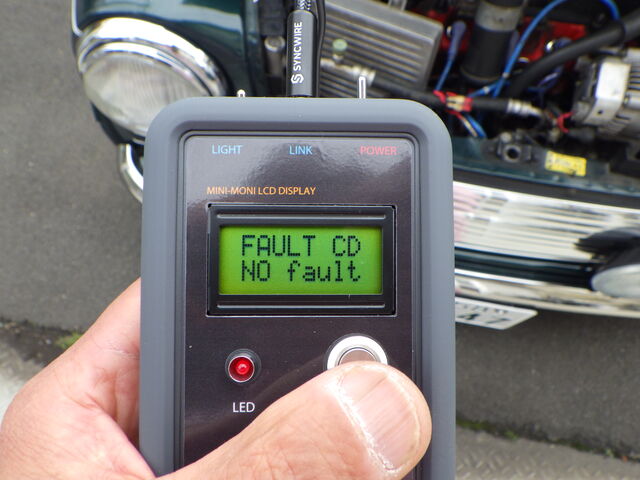 SYNCWIRE
LIGHT LINK POWER
MINI-MONI LCD DISPLAY
FAULT CD
NO fault
LED